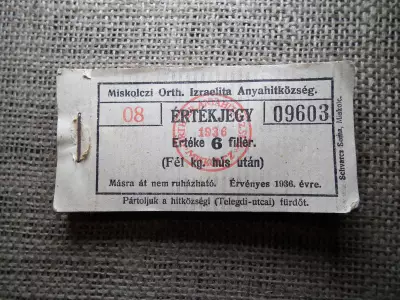 Miskolczi Orth. Izraelita Anyahitközség.
08
ÉRTÉKJEGY
09603
1936
Értéke 6 fillér.
(Fél kg. hús után)
Másra át nem ruházható. Érvényes 1936. évre.
Pártoljuk a hitközségi (Telegdi-utcai) fürdőt.
Miskolc.